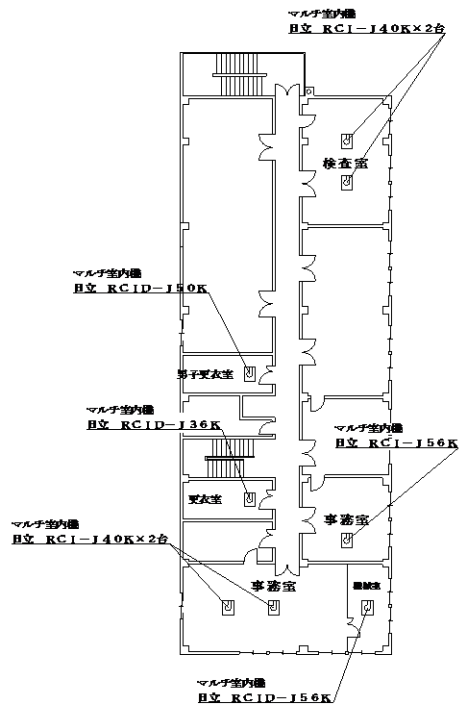 マルチ室内機
日立 RCI-J40K×2台
検査室
マルチ室内機
日立 RCID-J50K
男子更衣室
マルチ室内機
日立 RCID-J36K
マルチ室内機
日立 RCI-J56K
更衣室
事務室
マルチ室内機
日立 RCI-J40K×2台
事務室
機械室
マルチ室内機
日立 RCID-J56K